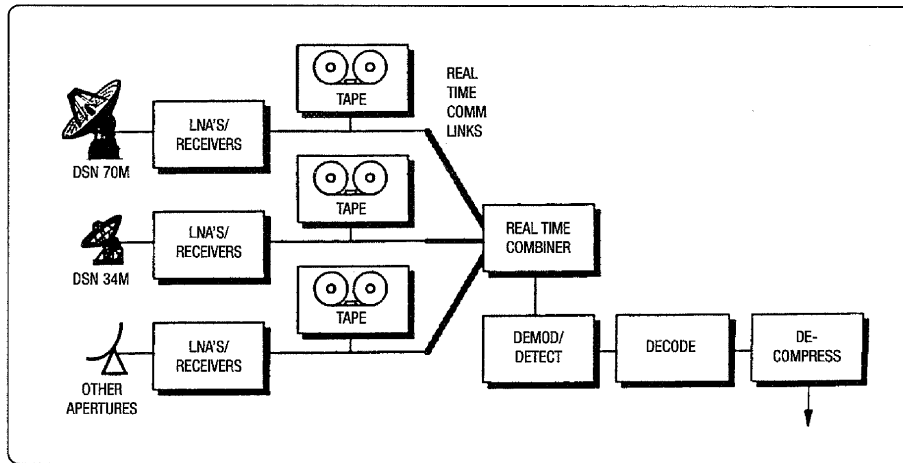 TAPE
REAL
TIME
COMM
LINKS
LNA'S/
RECEIVERS
DSN 70M
TAPE
LNA'S/
RECEIVERS
DSN 34M
REAL TIME
COMBINER
TAPE
LNA'S/
RECEIVERS
OTHER
APERTURES
DEMOD/
DETECT
DECODE
DE-
COMPRESS